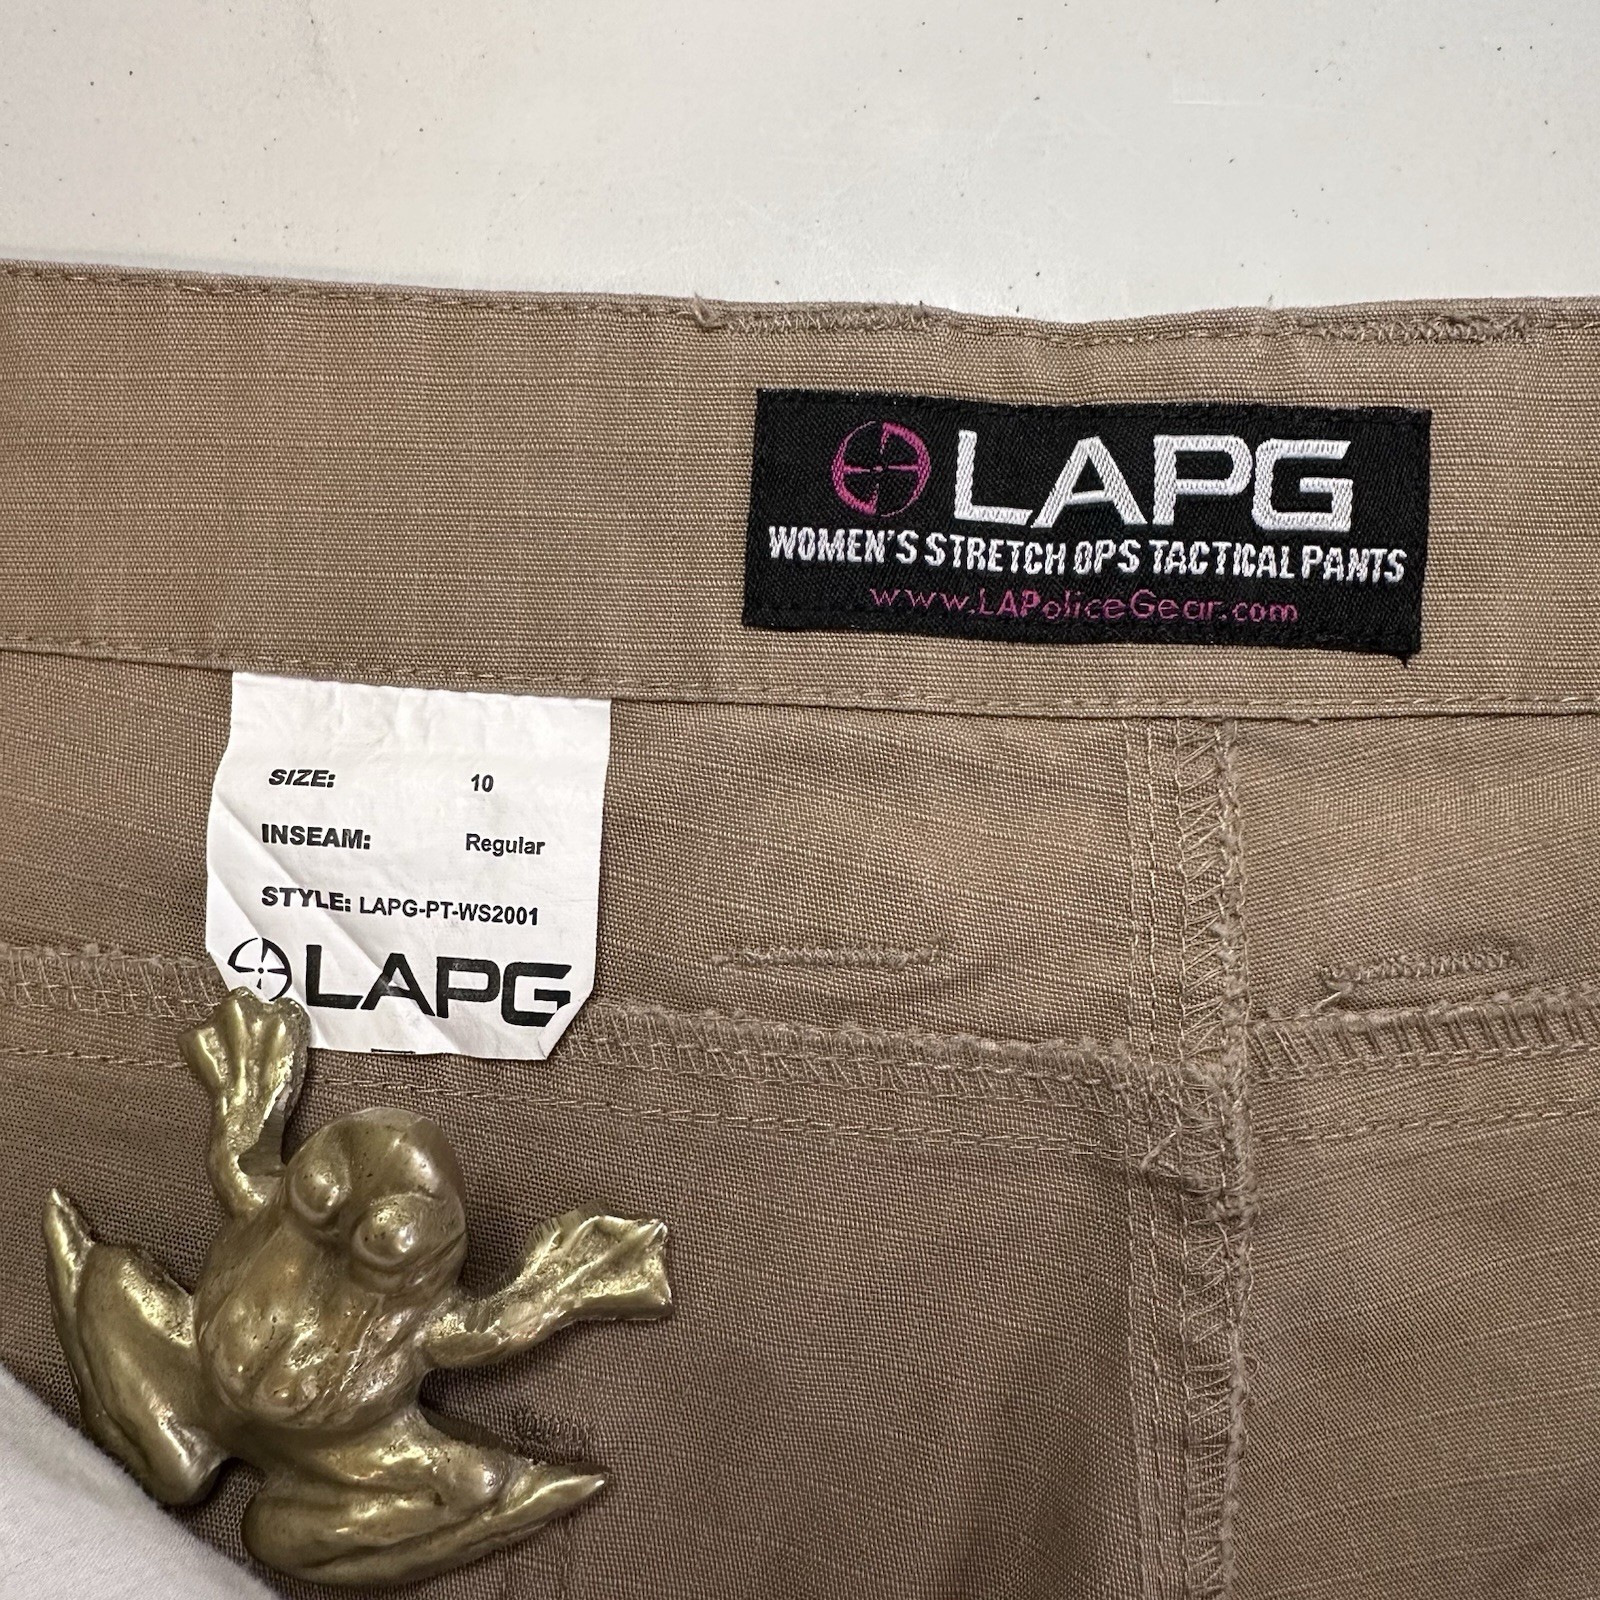 LAPG
WOMEN'S STRETCH OPS TACTICAL PANTS
www.LAPoliceGear.com
SIZE: 10
INSEAM: Regular
STYLE: LAPG-PT-WS2001
LAPG